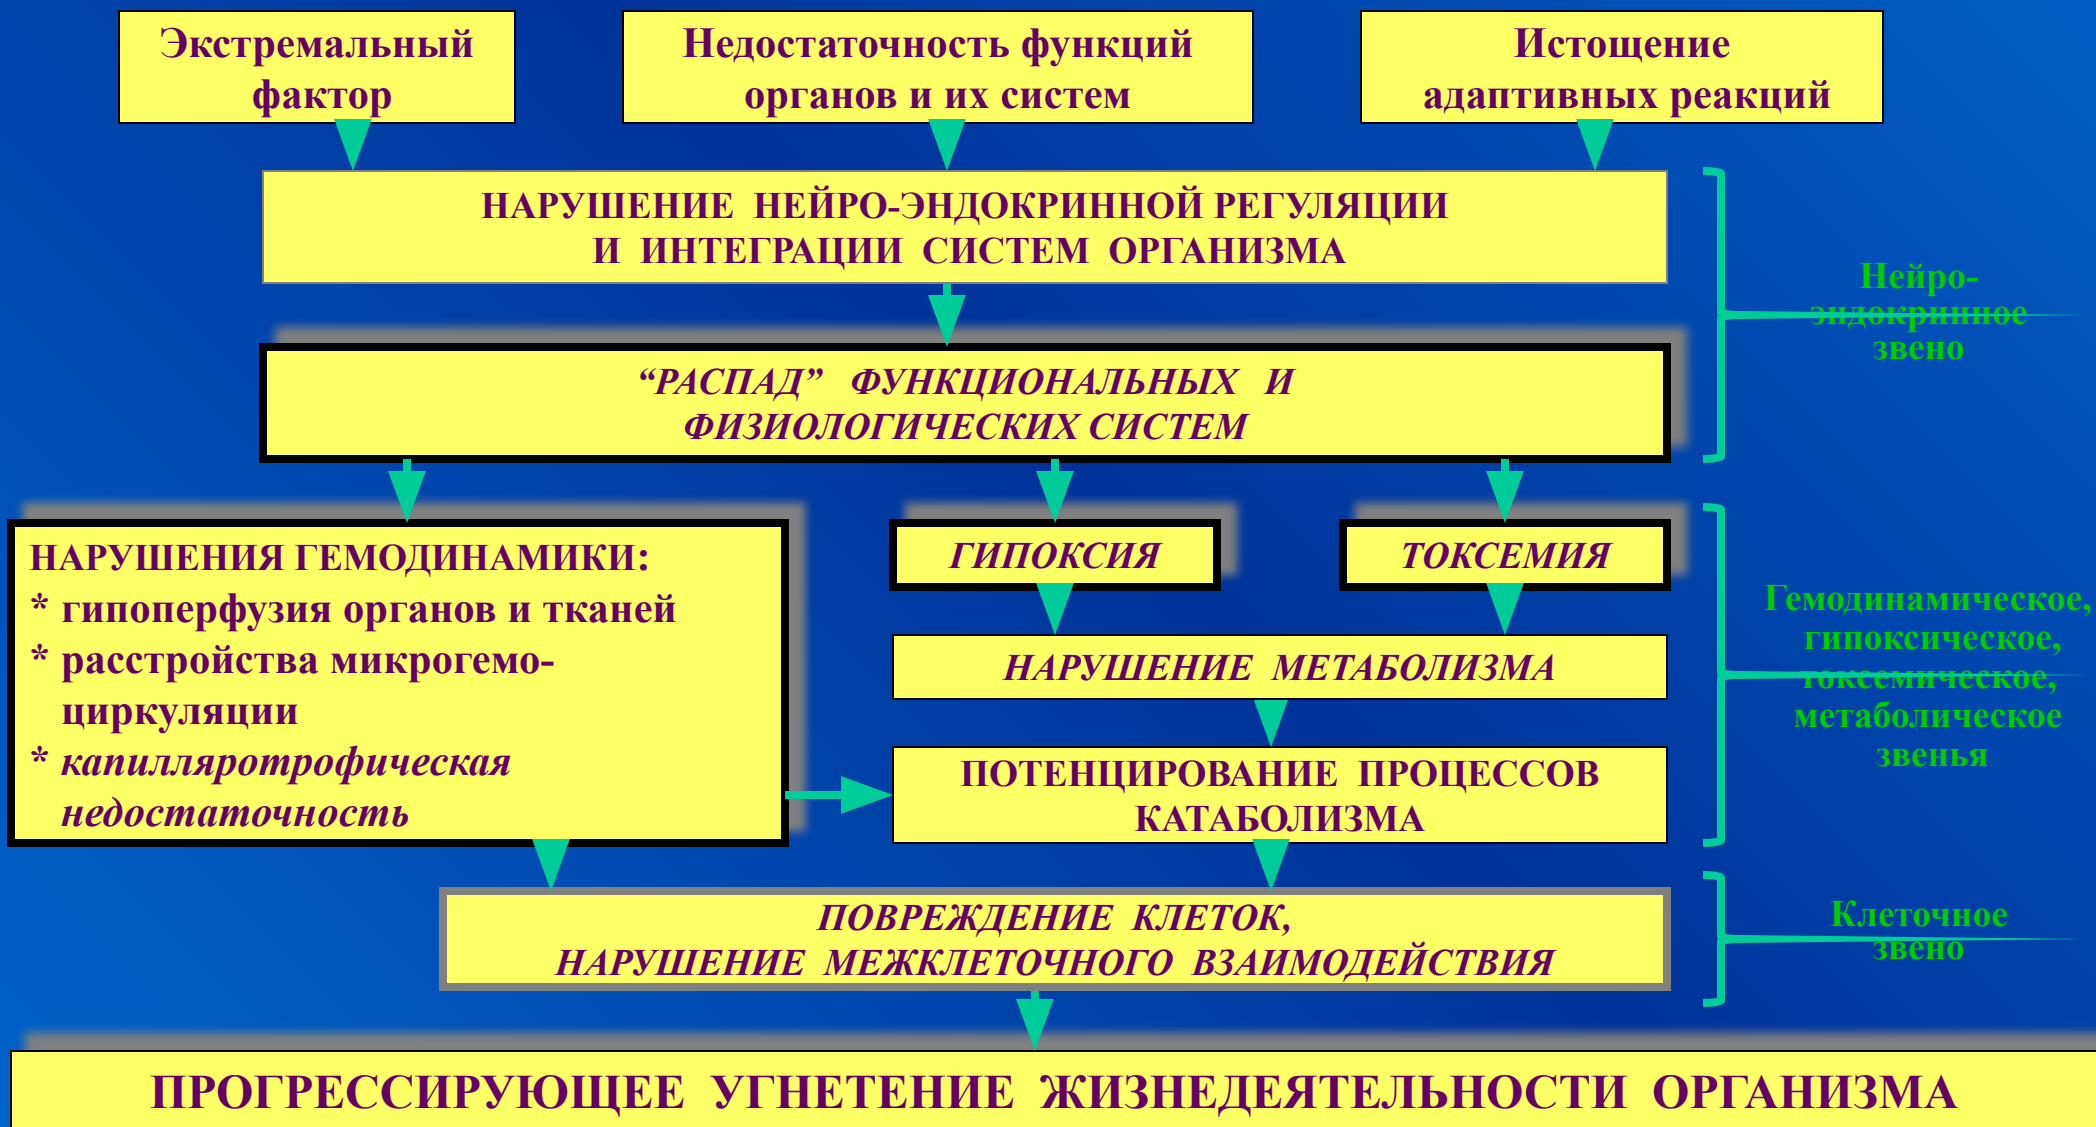 Экстремальный
фактор
Недостаточность функций
органов и их систем
Истощение
адаптивных реакций
НАРУШЕНИЕ НЕЙРО-ЭНДОКРИННОЙ РЕГУЛЯЦИИ
И ИНТЕГРАЦИИ СИСТЕМ ОРГАНИЗМА
“РАСПАД” ФУНКЦИОНАЛЬНЫХ И
ФИЗИОЛОГИЧЕСКИХ СИСТЕМ
Нейро-
эндокринное
звено
НАРУШЕНИЯ ГЕМОДИНАМИКИ:
* гипоперфузия органов и тканей
* расстройства микрогемо-
циркуляции
* капилляротрофическая
недостаточность
ГИПОКСИЯ
ТОКСЕМИЯ
НАРУШЕНИЕ МЕТАБОЛИЗМА
ПОТЕНЦИРОВАНИЕ ПРОЦЕССОВ
КАТАБОЛИЗМА
Гемодинамическое,
гипоксическое,
токсемическое,
метаболическое
звенья
ПОВРЕЖДЕНИЕ КЛЕТОК,
НАРУШЕНИЕ МЕЖКЛЕТОЧНОГО ВЗАИМОДЕЙСТВИЯ
Клеточное
звено
ПРОГРЕССИРУЮЩЕЕ УГНЕТЕНИЕ ЖИЗНЕДЕЯТЕЛЬНОСТИ ОРГАНИЗМА